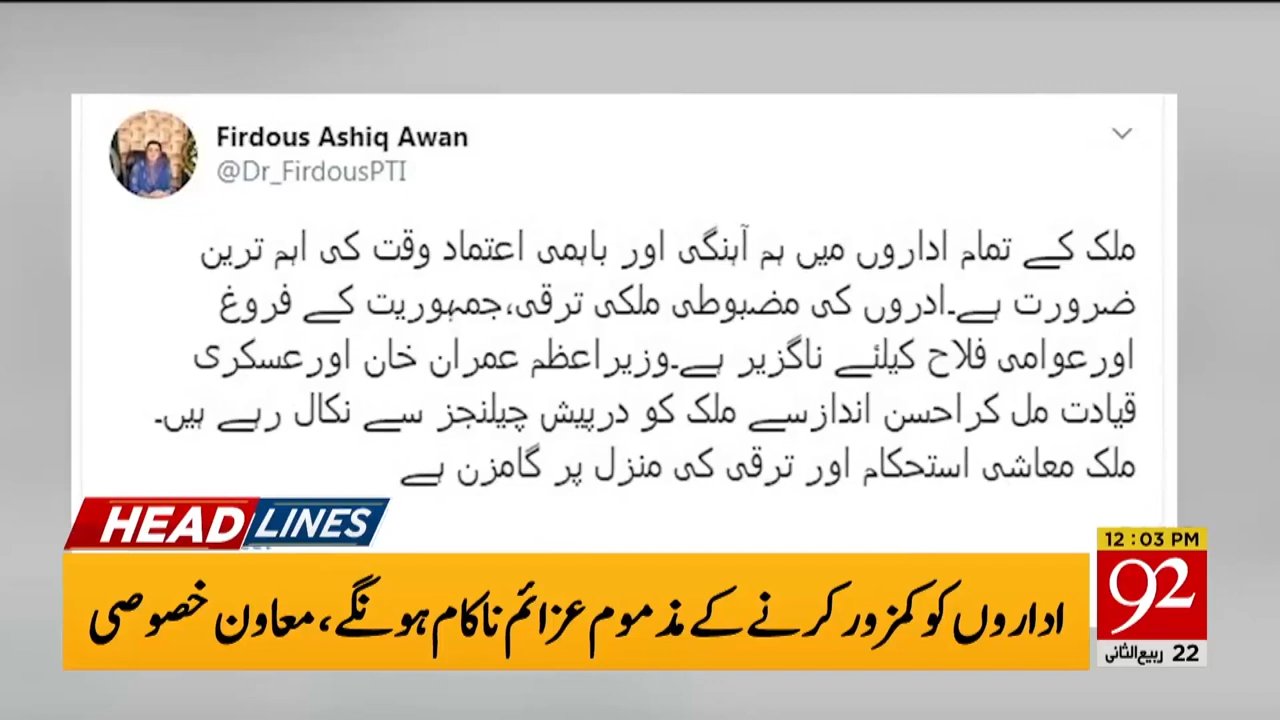 Firdous Ashiq Awan
@Dr_FirdousPTI
ملک کے تمام اداروں میں ہم آہنگی اور باہمی اعتماد وقت کی اہم ترین
ضرورت ہے۔ادروں کی مضبوطی ملکی ترقی،جمہوریت کے فروغ
اورعوامی فلاح کیلئے ناگزیر ہے۔وزیراعظم عمران خان اورعسکری
قیادت مل کراحسن اندازسے ملک کو درپیش چیلنجز سے نکال رہے ہیں۔
ملک معاشی استحکام اور ترقی کی منزل پر گامزن ہے
HEADLINES
اداروں کو کمزور کرنے کے مذموم عزائم ناکام ہونگے، معاون خصوصی
12:03 PM
92
22 ربیع الثانی